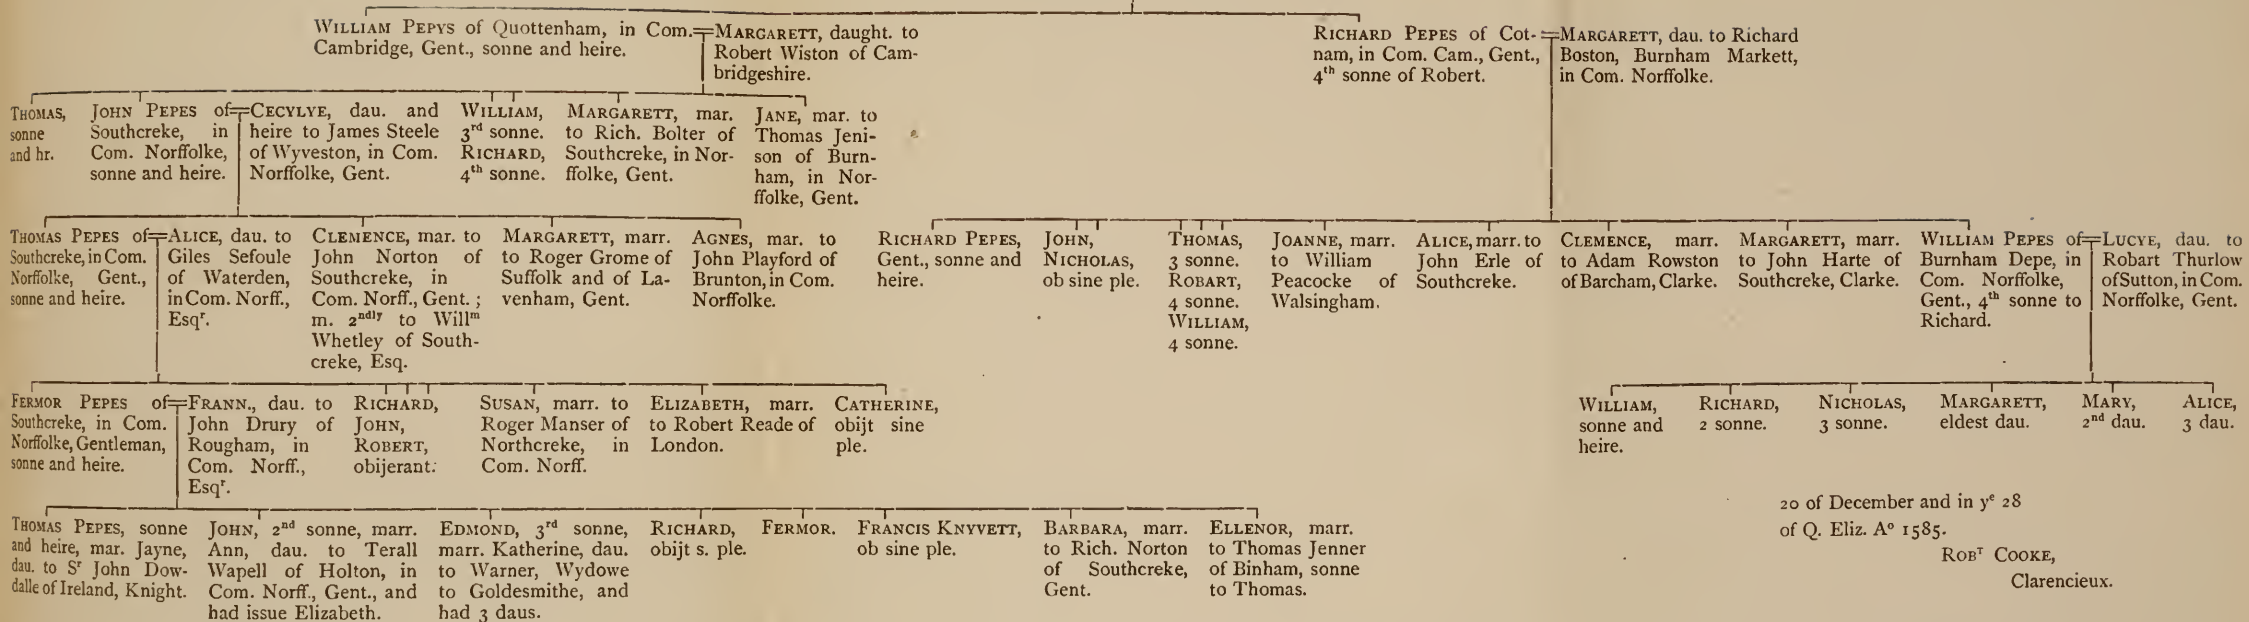 WILLIAM PEPYS of Quottenham, in Com.
Cambridge, Gent., sonne and heire.
MARGARETT, daught. to
Robert Wiston of Cam-
bridgeshire.
RICHARD PEPES of Cot-
nam, in Com. Cam., Gent.,
4th sonne of Robert.
MARGARETT, dau. to Richard
Boston, Burnham Markett,
in Com. Norffolke.
THOMAS,
sonne
and hr.
JOHN PEPES of
Southcreke, in
Com. Norffolke,
sonne and heire.
CECYLYE, dau. and
heire to James Steele
of Wyveston, in Com.
Norffolke, Gent.
WILLIAM,
3rd sonne.
RICHARD,
4th sonne.
MARGARETT, mar.
to Rich. Bolter of
Southcreke, in Nor-
ffolke, Gent.
JANE, mar. to
Thomas Jeni-
son of Burn-
ham, in Nor-
ffolke, Gent.
THOMAS PEPES of
Southcreke, in Com.
Norffolke, Gent.,
sonne and heire.
ALICE, dau. to
Giles Sefoule
of Waterden,
in Com. Norff.,
Esqr.
CLEMENCE, mar. to
John Norton of
Southcreke, in
Com. Norff., Gent.;
m. 2ndly to Willm
Whetley of South-
creke, Esq.
MARGARETT, marr.
to Roger Grome of
Suffolk and of La-
venham, Gent.
AGNES, mar. to
John Playford of
Brunton, in Com.
Norffolke.
RICHARD PEPES,
Gent., sonne and
heire.
JOHN,
NICHOLAS,
ob sine ple.
THOMAS,
3 sonne.
ROBART,
4 sonne.
WILLIAM,
4 sonne.
JOANNE, marr.
to William
Peacocke of
Walsingham.
ALICE, marr. to
John Erle of
Southcreke.
CLEMENCE, marr.
to Adam Rowston
of Barcham, Clarke.
MARGARETT, marr.
to John Harte of
Southcreke, Clarke.
WILLIAM PEPES of
Burnham Depe, in
Com. Norffolke,
Gent., 4th sonne to
Richard.
LUCYE, dau. to
Robart Thurlow
of Sutton, in Com.
Norffolke, Gent.
FERMOR PEPES of
Southcreke, in Com.
Norffolke, Gentleman,
sonne and heire.
FRANN., dau. to
John Drury of
Rougham, in
Com. Norff.,
Esqr.
RICHARD,
JOHN,
ROBERT,
obijerant.
SUSAN, marr. to
Roger Manser of
Northcreke, in
Com. Norff.
ELIZABETH, marr.
to Robert Reade of
London.
CATHERINE,
obijt sine
ple.
WILLIAM,
sonne and
heire.
RICHARD,
2 sonne.
NICHOLAS,
3 sonne.
MARGARETT,
eldest dau.
MARY,
2nd dau.
ALICE,
3 dau.
THOMAS PEPES, sonne
and heire, mar. Jayne,
dau. to Sr John Dow-
dalle of Ireland, Knight.
JOHN, 2nd sonne, marr.
Ann, dau. to Terall
Wapell of Holton, in
Com. Norff., Gent., and
had issue Elizabeth.
EDMOND, 3rd sonne,
marr. Katherine, dau.
to Warner, Wydowe
to Goldesmithe, and
had 3 daus.
RICHARD,
obijt s. ple.
FERMOR.
FRANCIS KNYVETT,
ob sine ple.
BARBARA, marr.
to Rich. Norton
of Southcreke,
Gent.
ELLENOR, marr.
to Thomas Jenner
of Binham, sonne
to Thomas.
20 of December and in ye 28
of Q. Eliz. Ao 1585.
ROBT COOKE,
Clarencieux.